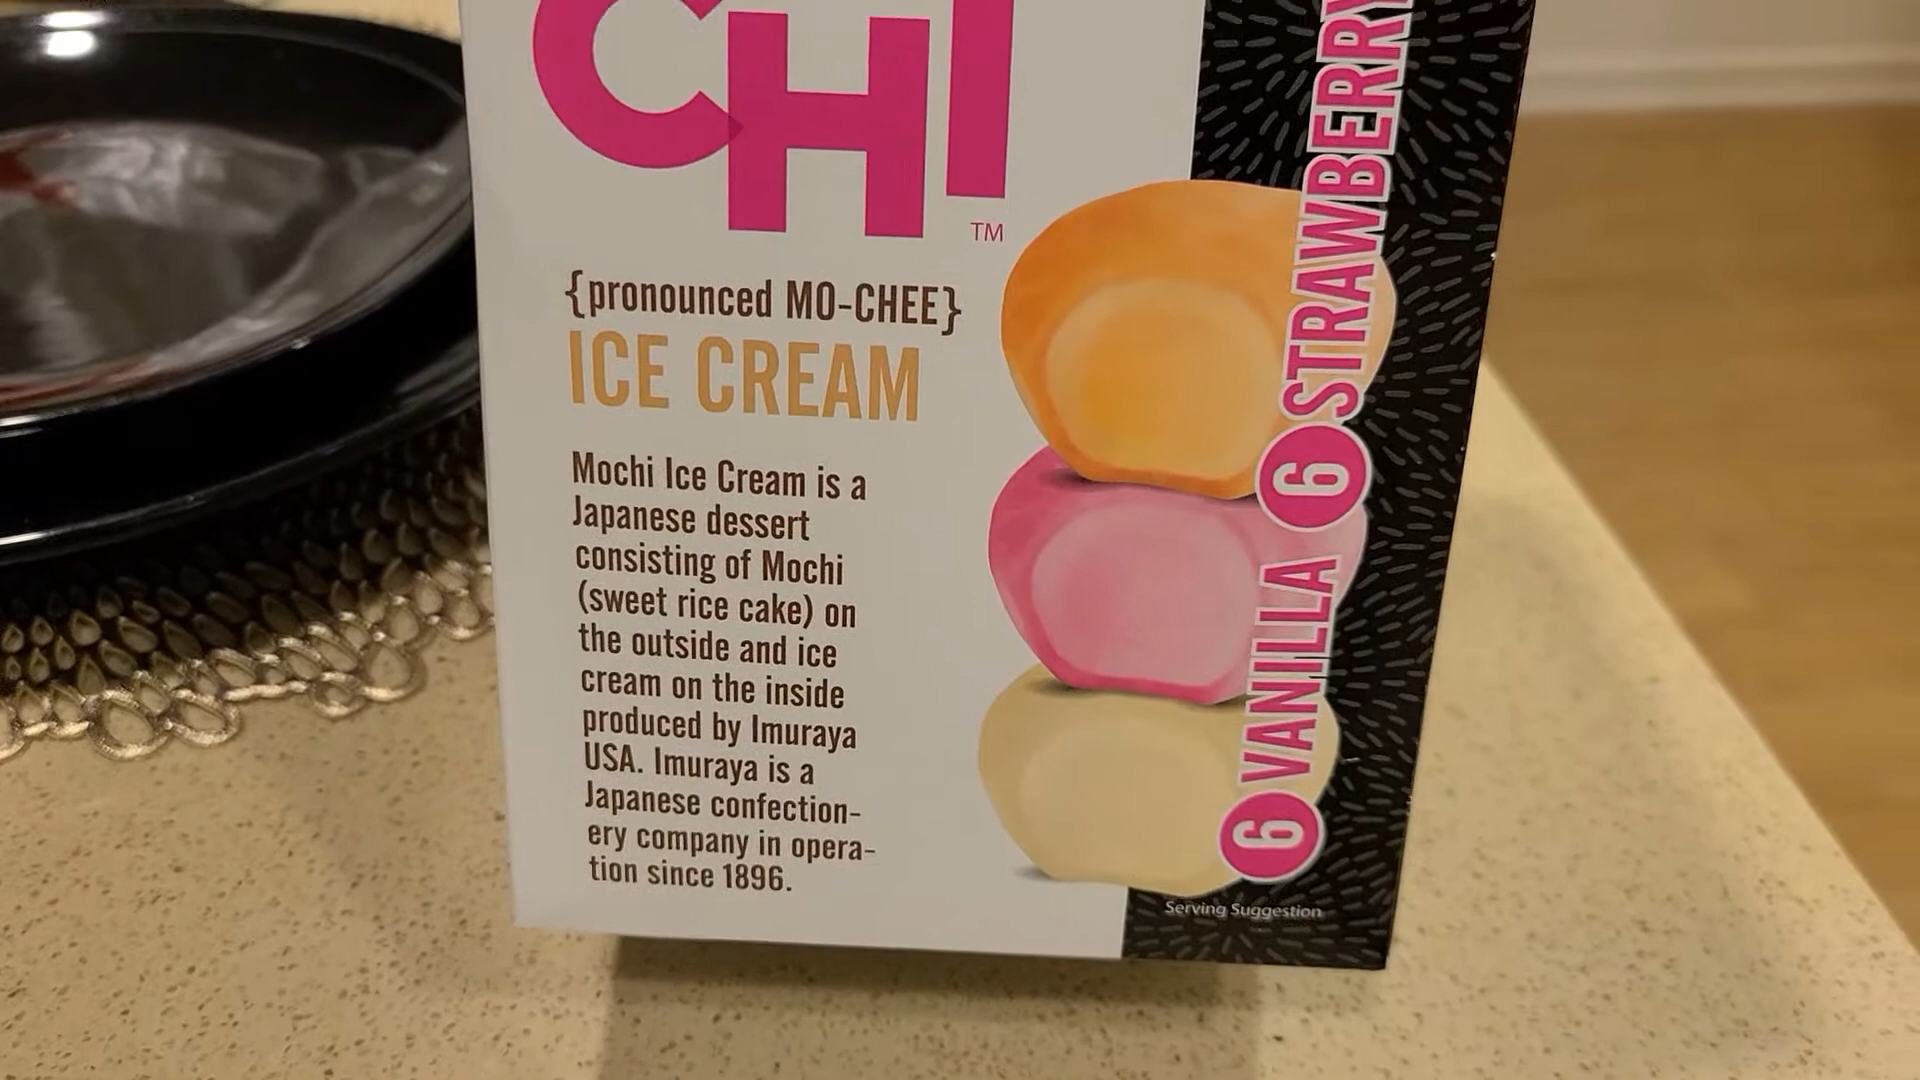 CHI
TM
{pronounced MO-CHEE}
ICE CREAM
Mochi Ice Cream is a
Japanese dessert
consisting of Mochi
(sweet rice cake) on
the outside and ice
cream on the inside
produced by Imuraya
USA. Imuraya is a
Japanese confection-
ery company in opera-
tion since 1896.
6 VANILLA 6 STRAWBERRY
Serving Suggestion